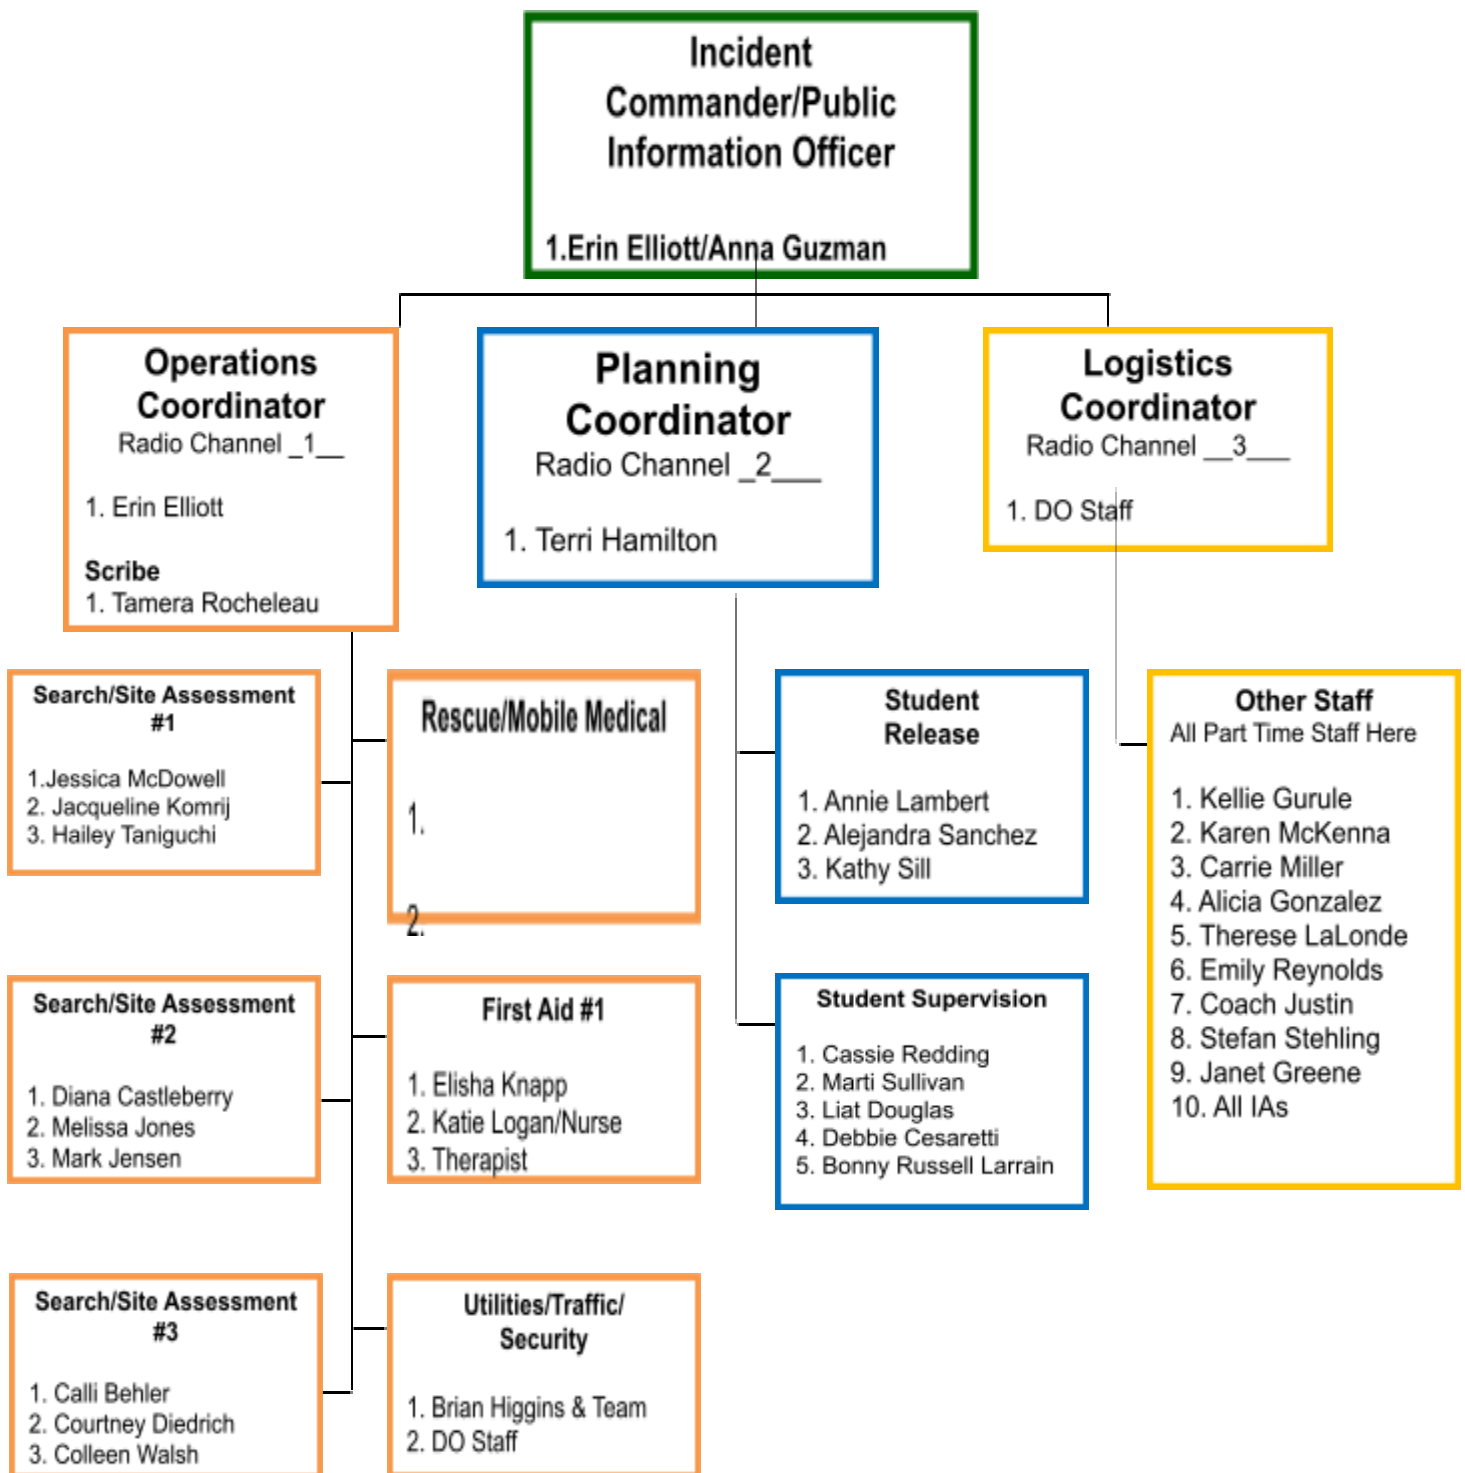 Incident
Commander/Public
Information Officer
1.Erin Elliott/Anna Guzman
Operations
Coordinator
Radio Channel _1__
1. Erin Elliott
Scribe
1. Tamera Rocheleau
Planning
Coordinator
Radio Channel _2___
1. Terri Hamilton
Logistics
Coordinator
Radio Channel __3___
1. DO Staff
Search/Site Assessment
#1
1.Jessica McDowell
2. Jacqueline Komrij
3. Hailey Taniguchi
Rescue/Mobile Medical
1.
2.
Student
Release
1. Annie Lambert
2. Alejandra Sanchez
3. Kathy Sill
Other Staff
All Part Time Staff Here
1. Kellie Gurule
2. Karen McKenna
3. Carrie Miller
4. Alicia Gonzalez
5. Therese LaLonde
6. Emily Reynolds
7. Coach Justin
8. Stefan Stehling
9. Janet Greene
10. All IAs
Search/Site Assessment
#2
1. Diana Castleberry
2. Melissa Jones
3. Mark Jensen
First Aid #1
1. Elisha Knapp
2. Katie Logan/Nurse
3. Therapist
Student Supervision
1. Cassie Redding
2. Marti Sullivan
3. Liat Douglas
4. Debbie Cesaretti
5. Bonny Russell Larrain
Search/Site Assessment
#3
1. Calli Behler
2. Courtney Diedrich
3. Colleen Walsh
Utilities/Traffic/
Security
1. Brian Higgins & Team
2. DO Staff